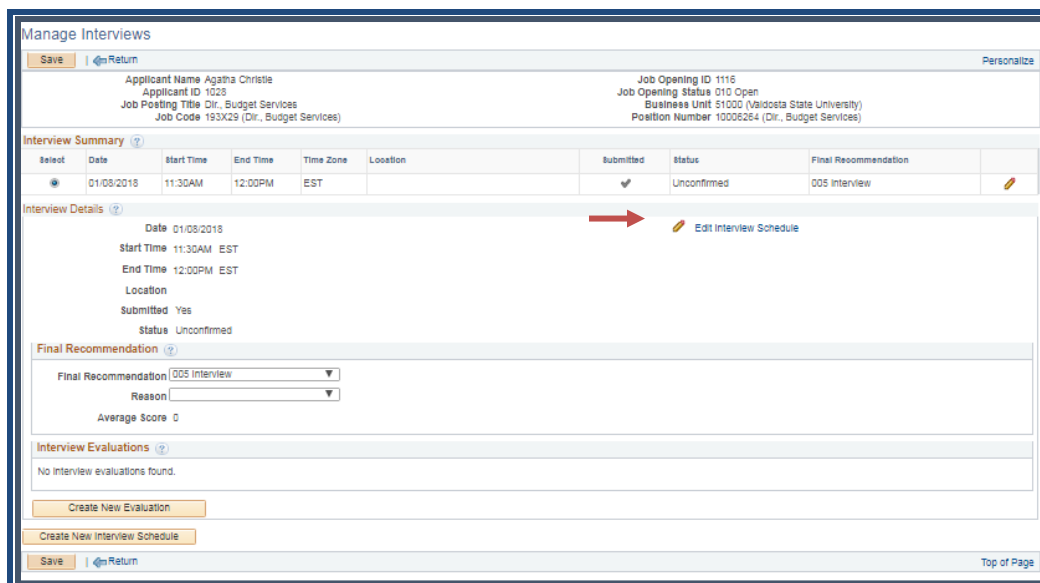 Manage Interviews
Save | Return Personalize
Applicant Name Agatha Christie Job Opening ID 1116
Applicant ID 1028 Job Opening Status 010 Open
Job Posting Title Dir., Budget Services Business Unit 51000 (Valdosta State University)
Job Code 193X29 (Dir., Budget Services) Position Number 10006264 (Dir., Budget Services)
Interview Summary ?
Select Date Start Time End Time Time Zone Location Submitted Status Final Recommendation
01/08/2018 11:30AM 12:00PM EST Unconfirmed 005 Interview
Interview Details ?
Date 01/08/2018 Edit Interview Schedule
Start Time 11:30AM EST
End Time 12:00PM EST
Location
Submitted Yes
Status Unconfirmed
Final Recommendation ?
Final Recommendation 005 Interview
Reason
Average Score 0
Interview Evaluations ?
No interview evaluations found.
Create New Evaluation
Create New Interview Schedule
Save | Return Top of Page